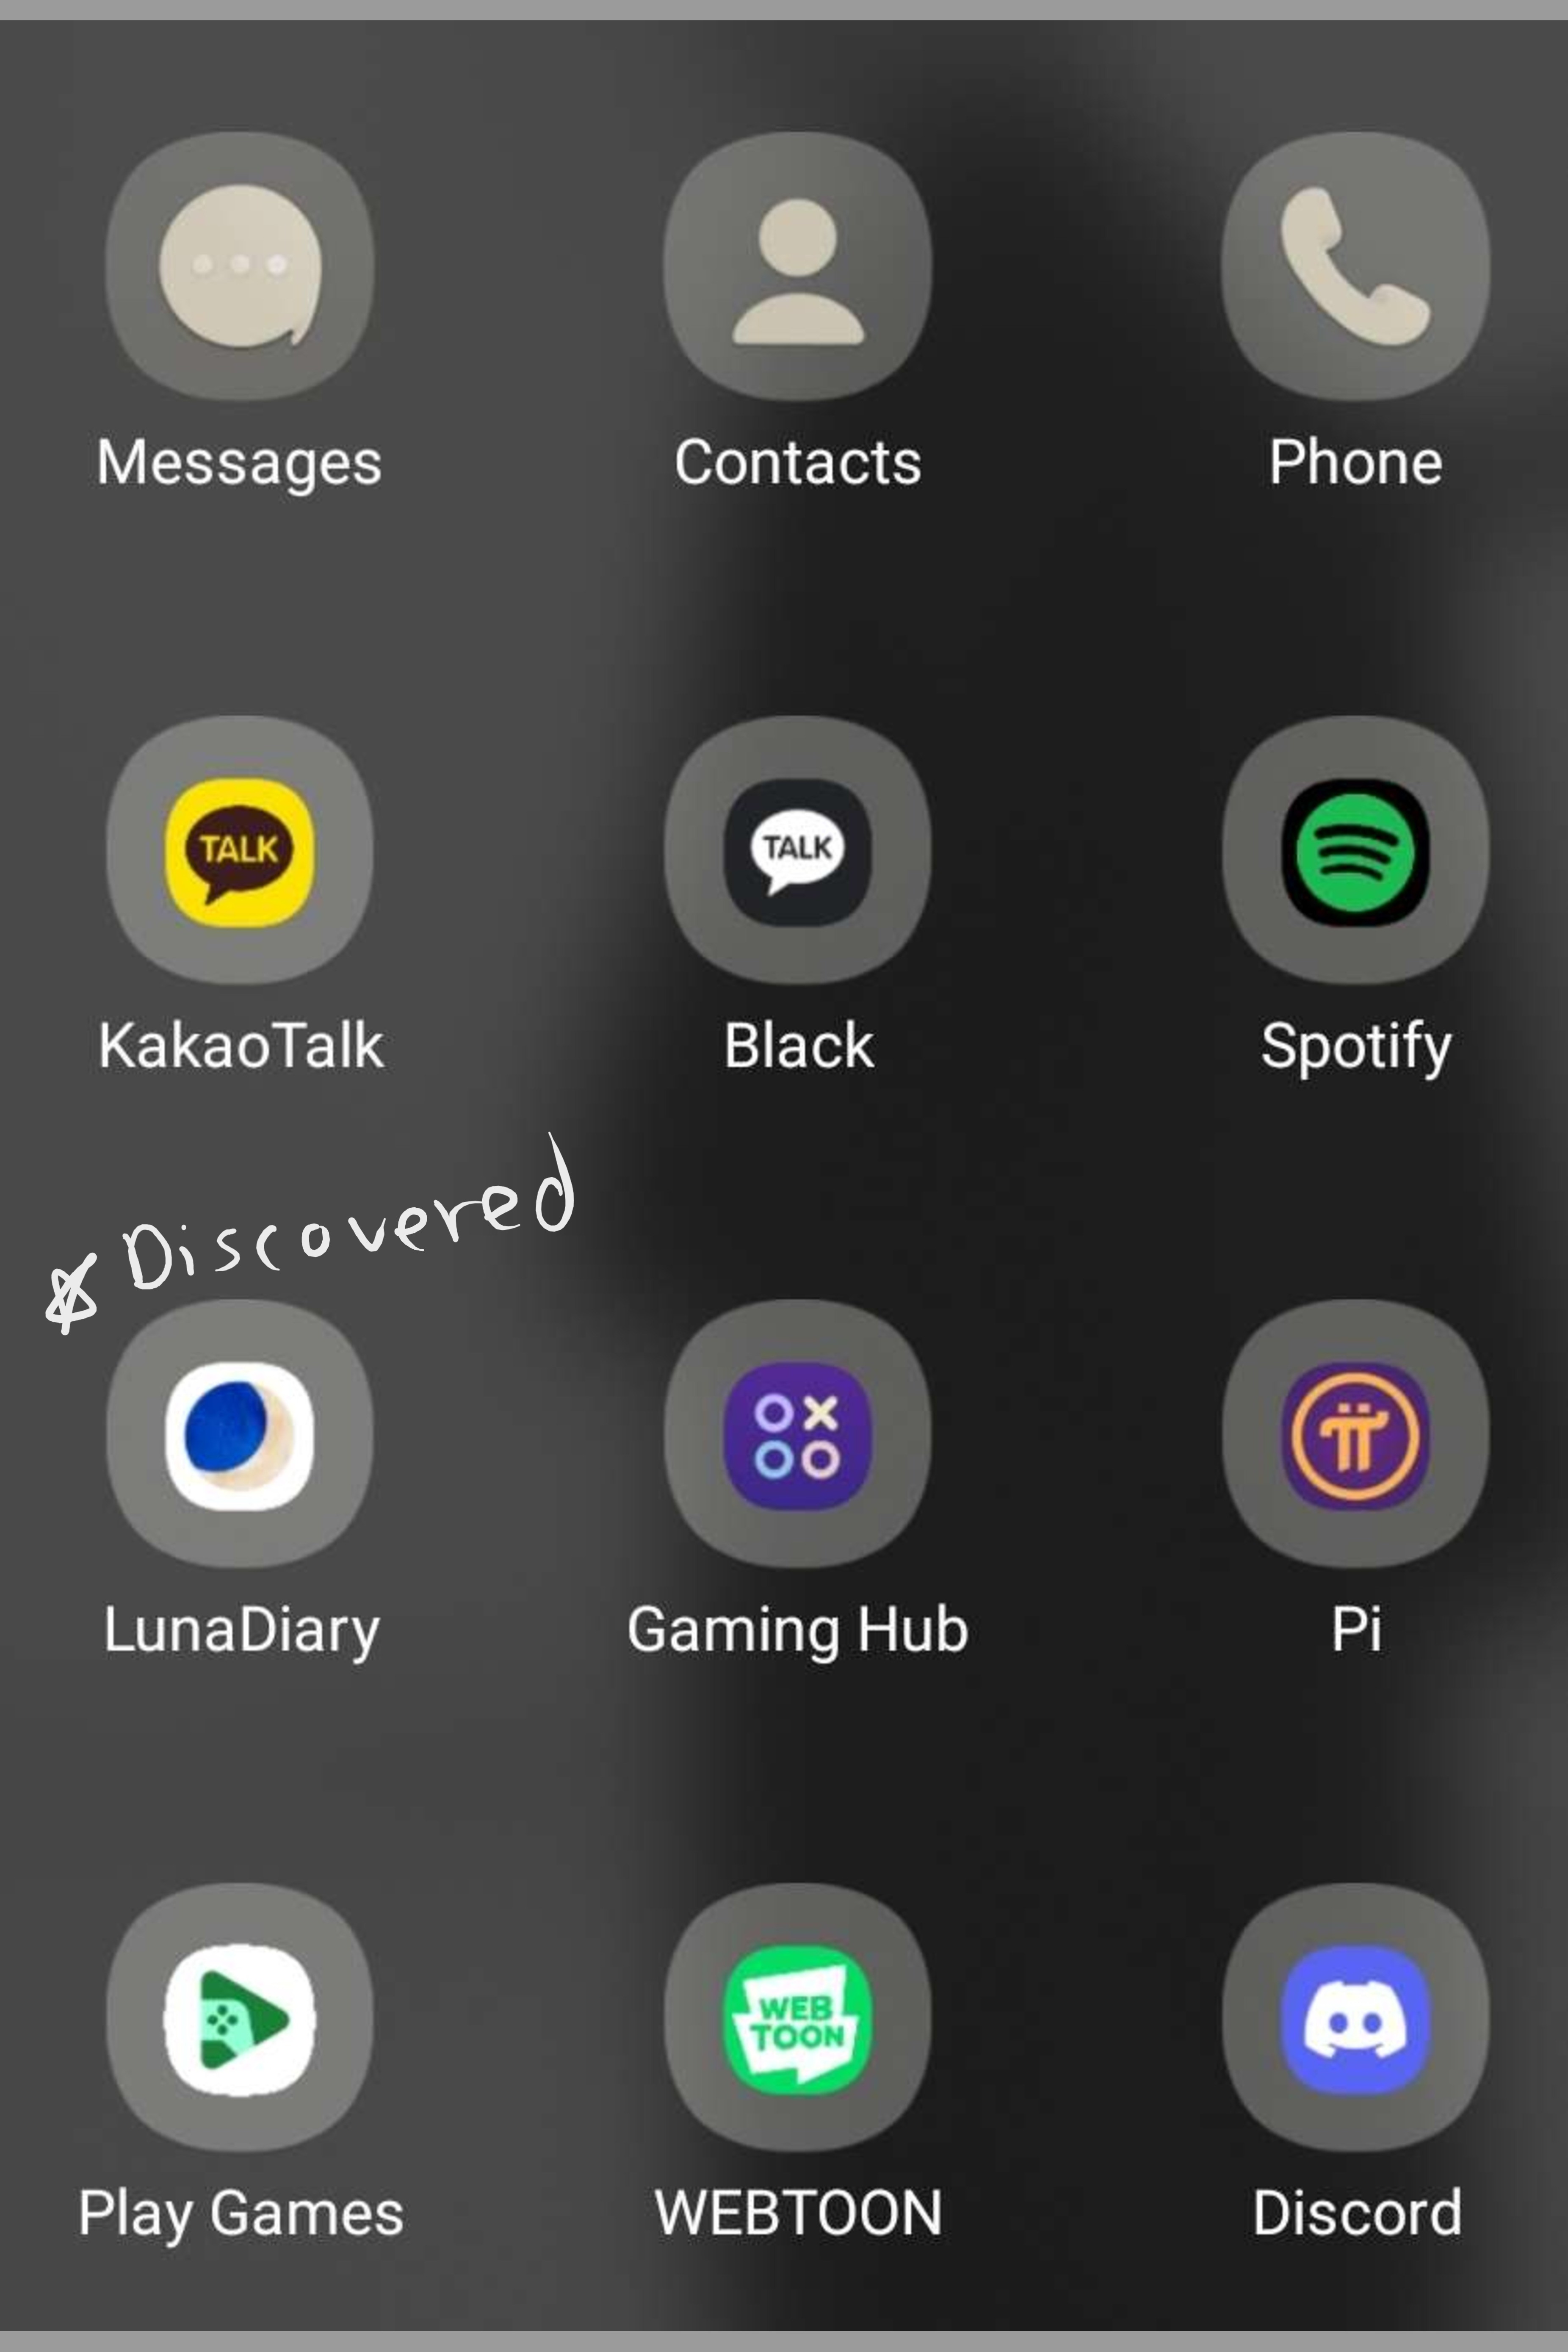 Messages Contacts Phone
TALK TALK
KakaoTalk Black Spotify
* Discovered
LunaDiary Gaming Hub Pi
WEB
TOON
Play Games WEBTOON Discord